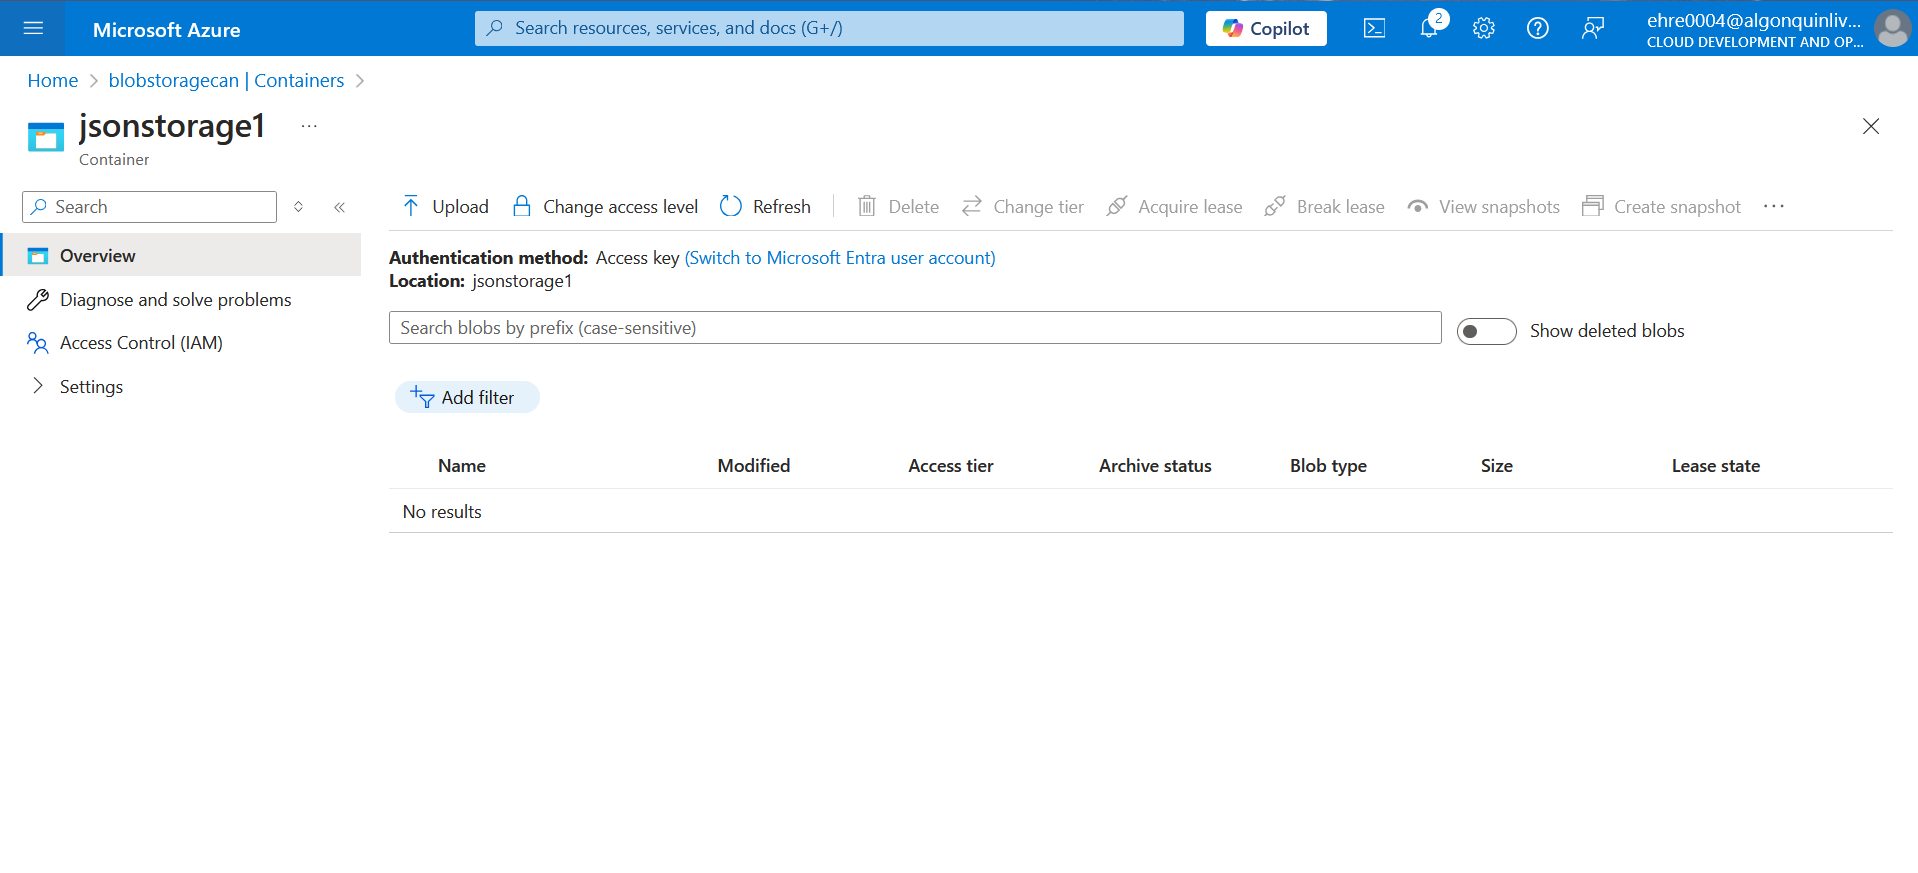 Microsoft Azure
Search resources, services, and docs (G+/)
Copilot
2
ehre0004@algonquinliv...
CLOUD DEVELOPMENT AND OP...
Home
blobstoragecan | Containers
jsonstorage1
...
Container
Search
Upload
Change access level
Refresh
Delete
Change tier
Acquire lease
Break lease
View snapshots
Create snapshot
...
Overview
Diagnose and solve problems
Access Control (IAM)
Settings
Authentication method: Access key (Switch to Microsoft Entra user account)
Location: jsonstorage1
Search blobs by prefix (case-sensitive)
Show deleted blobs
Add filter
Name Modified Access tier Archive status Blob type Size Lease state
No results